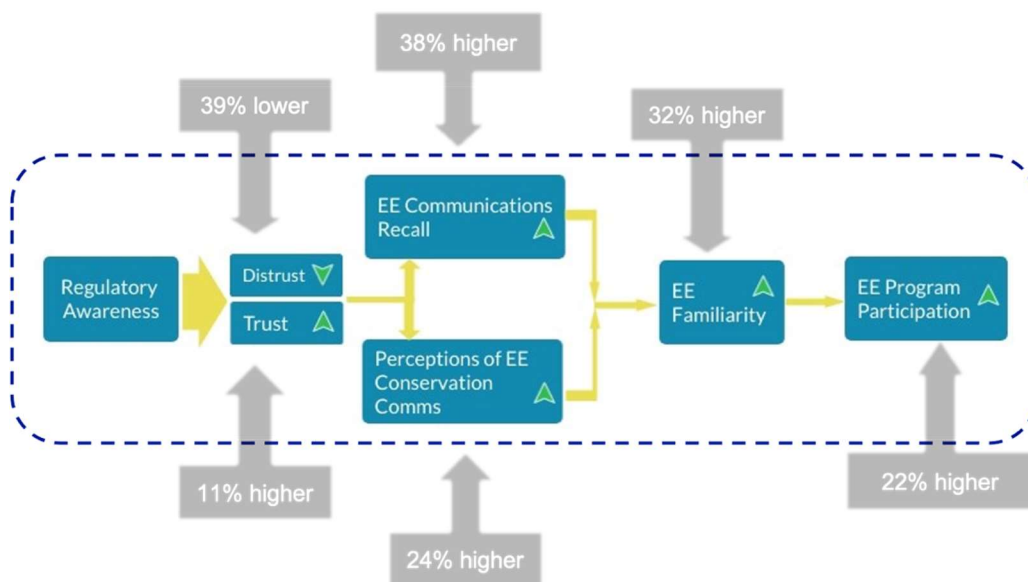 38% higher
39% lower
32% higher
EE Communications
Recall
Regulatory
Awareness
Distrust
Trust
EE
Familiarity
EE Program
Participation
Perceptions of EE
Conservation
Comms
11% higher
24% higher
22% higher